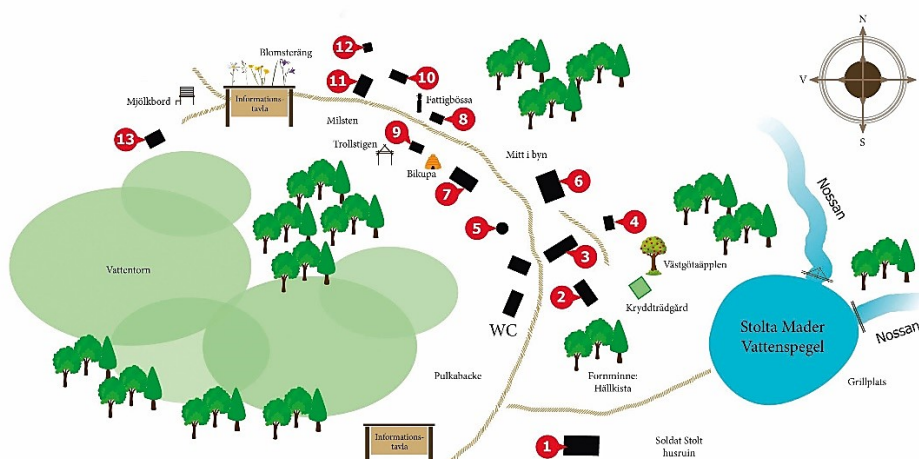 N
V
S
Blomsteräng
12
11
10
Mjölkbord
Informations-
tavla
Fattigbössa
Milsten
8
13
9
Trollstigen
Bikupa
Mitt i byn
7
6
Nossan
5
4
3
Västgötaäpplen
Vattentorn
2
Kryddträdgård
WC
Stolta Mader
Vattenspegel
Nossan
Pulkabacke
Fornminne:
Hällkista
Grillplats
Informations-
tavla
1
Soldat Stolt
husruin